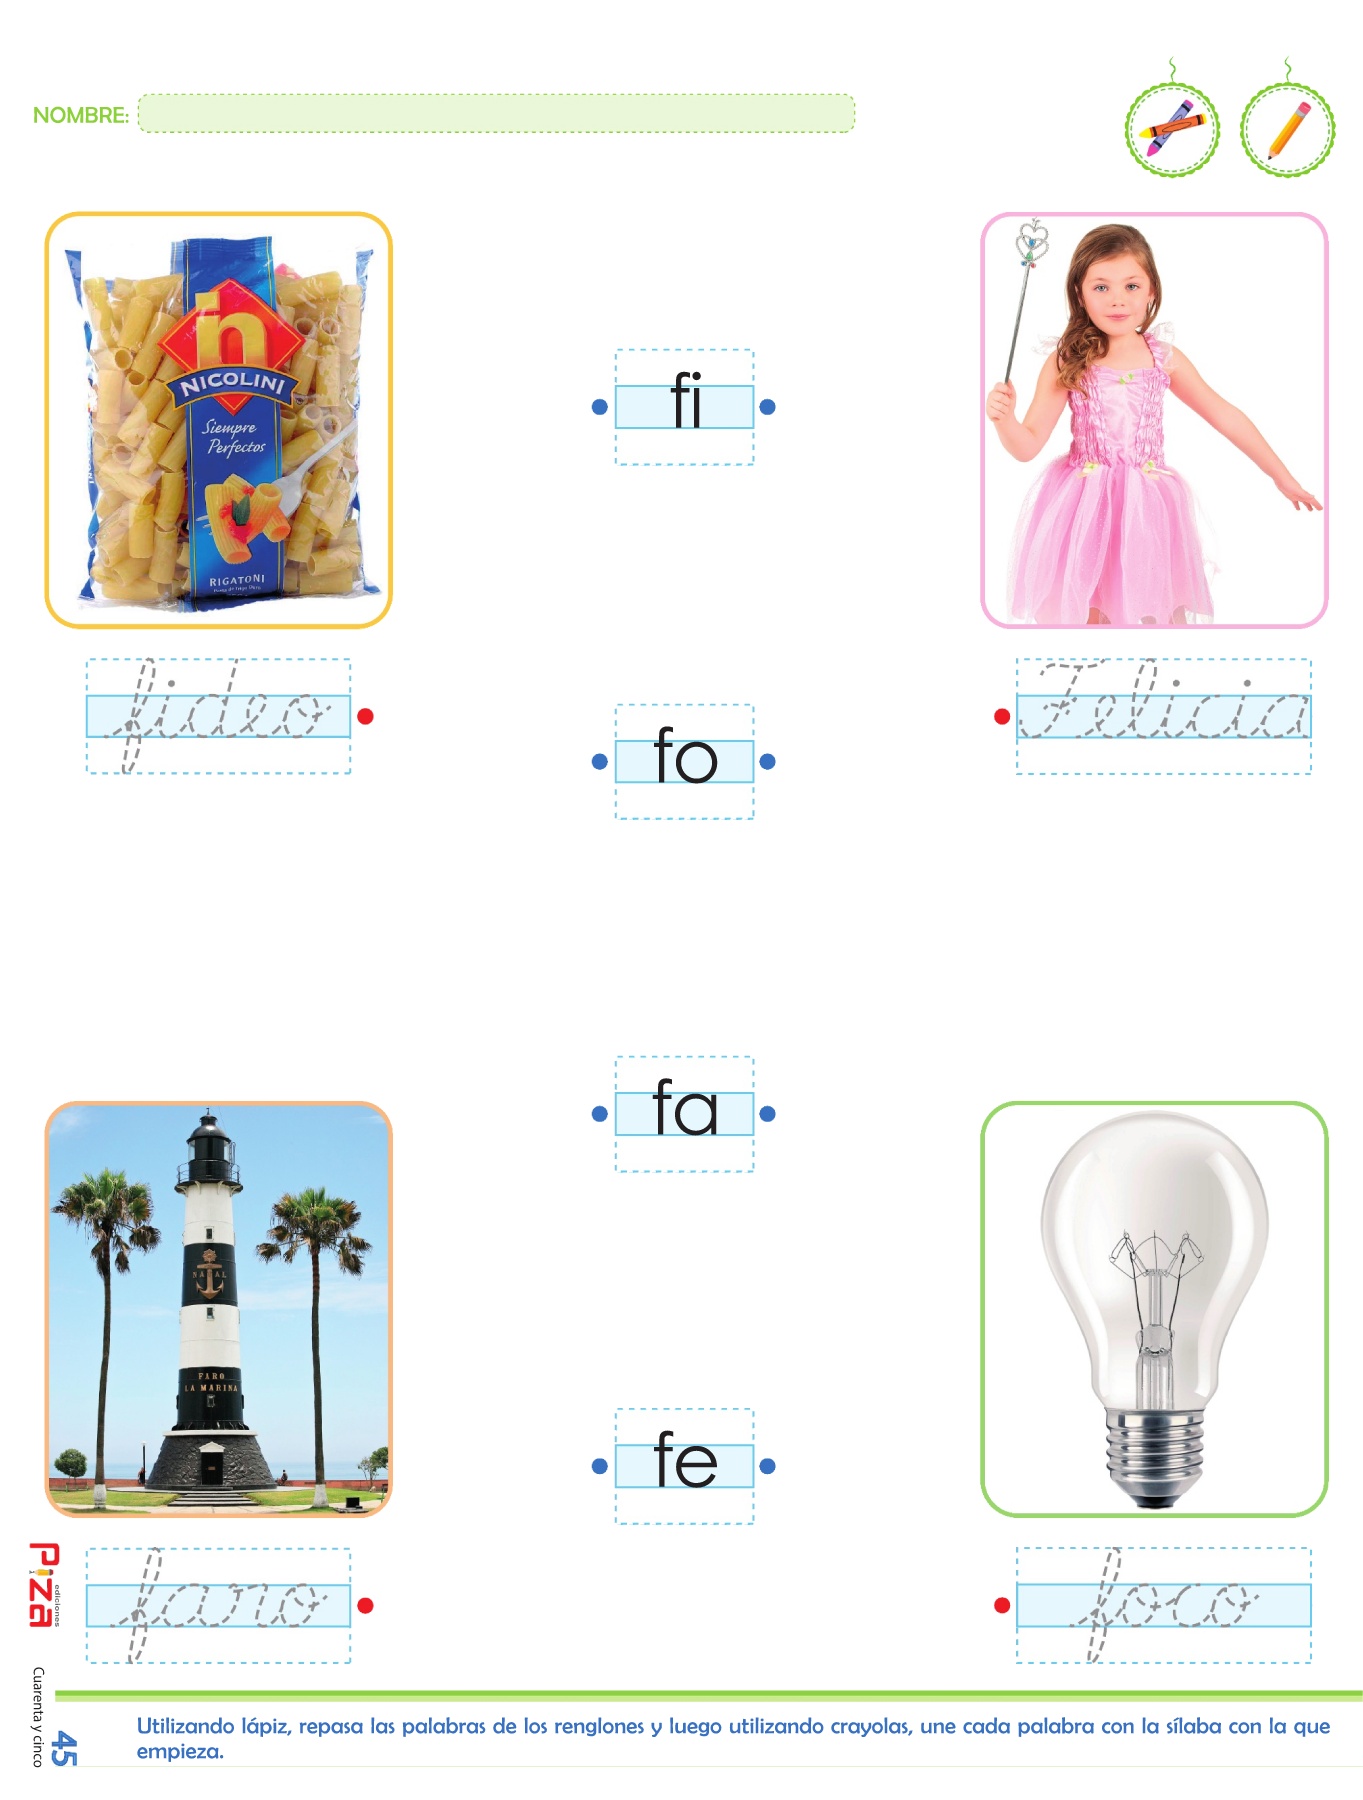 NOMBRE:
n
NICOLINI
Siempre
Perfectos
RIGATONI
fi
fideo
Felicia
fo
fa
NAVAL
FARO
LA MARINA
fe
faro
foco
Piza
ediciones
Cuarenta y cinco
45
Utilizando lápiz, repasa las palabras de los renglones y luego utilizando crayolas, une cada palabra con la sílaba con la que
empieza.